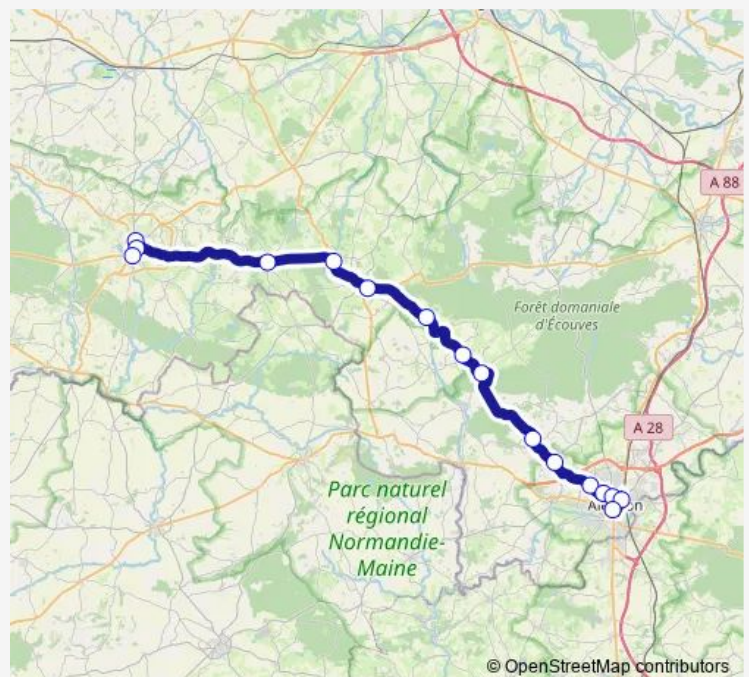 A 88
Forêt domaniale
d'Écouves
A 28
Parc naturel
régional
Normandie-
Maine
© OpenStreetMap contributors